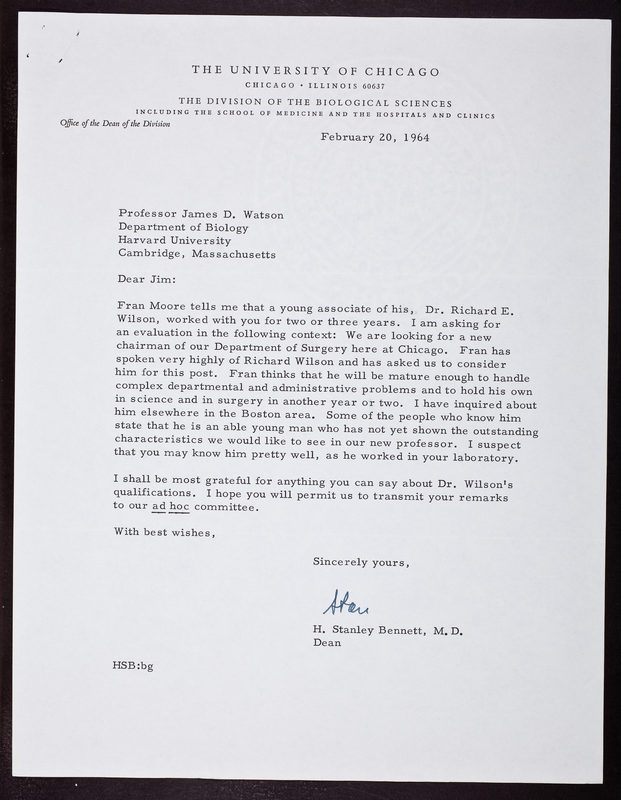 THE UNIVERSITY OF CHICAGO
CHICAGO • ILLINOIS 60637
THE DIVISION OF THE BIOLOGICAL SCIENCES
INCLUDING THE SCHOOL OF MEDICINE AND THE HOSPITALS AND CLINICS
Office of the Dean of the Division
February 20, 1964
Professor James D. Watson
Department of Biology
Harvard University
Cambridge, Massachusetts
Dear Jim:
Fran Moore tells me that a young associate of his, Dr. Richard E.
Wilson, worked with you for two or three years. I am asking for
an evaluation in the following context: We are looking for a new
chairman of our Department of Surgery here at Chicago. Fran has
spoken very highly of Richard Wilson and has asked us to consider
him for this post. Fran thinks that he will be mature enough to handle
complex departmental and administrative problems and to hold his own
in science and in surgery in another year or two. I have inquired about
him elsewhere in the Boston area. Some of the people who know him
state that he is an able young man who has not yet shown the outstanding
characteristics we would like to see in our new professor. I suspect
that you may know him pretty well, as he worked in your laboratory.
I shall be most grateful for anything you can say about Dr. Wilson's
qualifications. I hope you will permit us to transmit your remarks
to our ad hoc committee.
With best wishes,
Sincerely yours,
Stan
H. Stanley Bennett, M.D.
Dean
HSB:bg